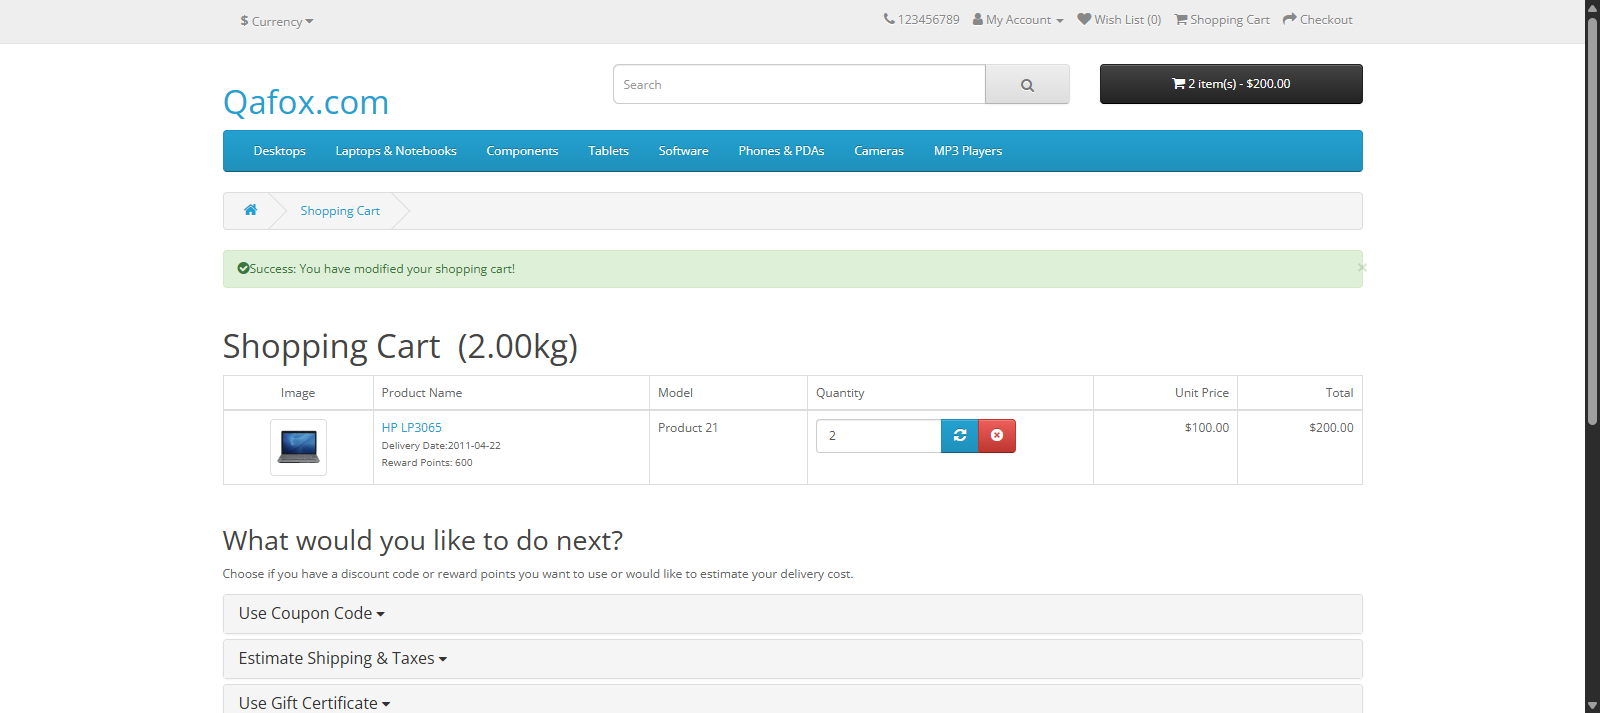 $ Currency
123456789 My Account Wish List (0) Shopping Cart Checkout
Qafox.com
Search
2 item(s) - $200.00
Desktops Laptops & Notebooks Components Tablets Software Phones & PDAs Cameras MP3 Players
Shopping Cart
Success: You have modified your shopping cart!
×
Shopping Cart (2.00kg)
Image Product Name Model Quantity Unit Price Total
HP LP3065 Product 21 2 $100.00 $200.00
Delivery Date:2011-04-22
Reward Points: 600
What would you like to do next?
Choose if you have a discount code or reward points you want to use or would like to estimate your delivery cost.
Use Coupon Code
Estimate Shipping & Taxes
Use Gift Certificate